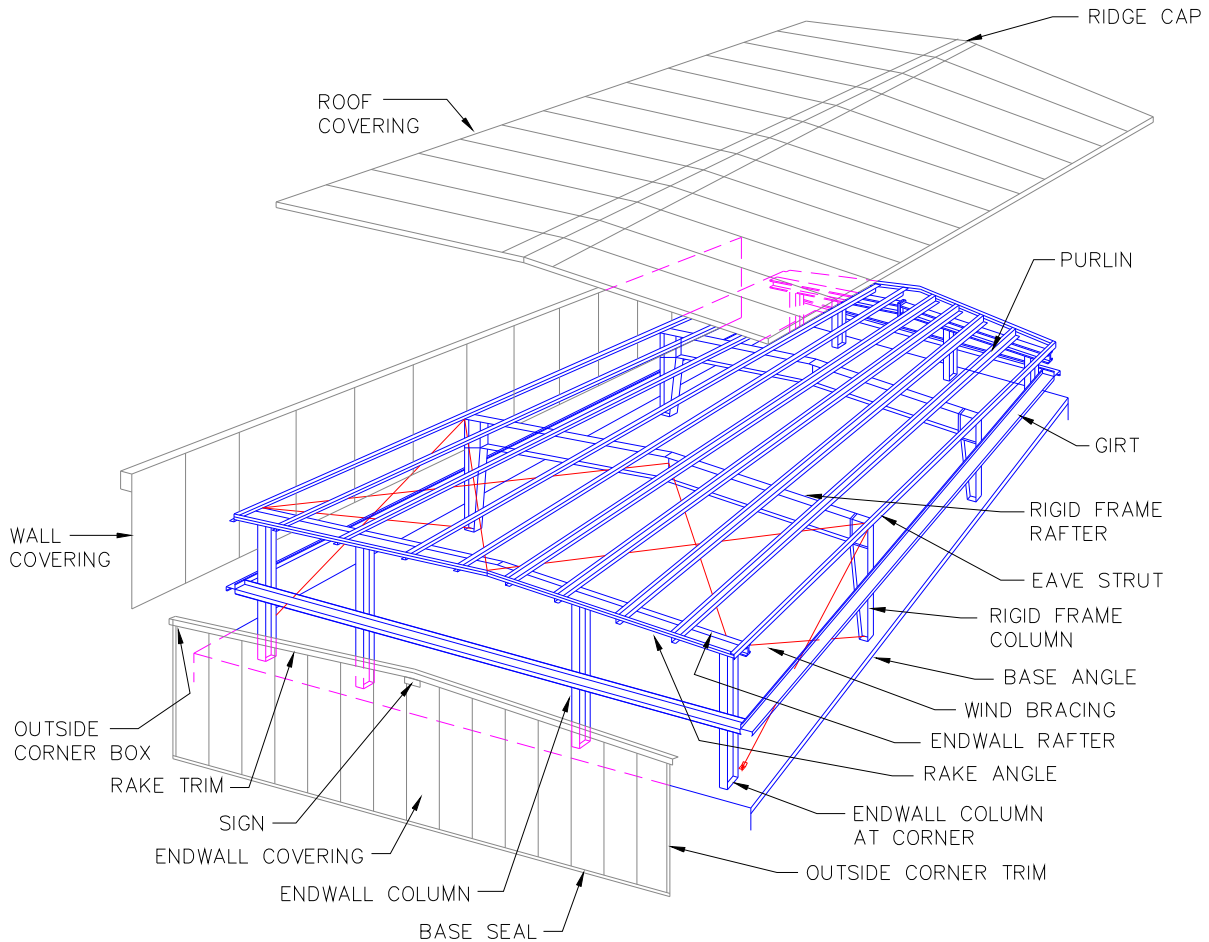 RIDGE CAP
ROOF
COVERING
PURLIN
GIRT
WALL
COVERING
RIGID FRAME
RAFTER
EAVE STRUT
RIGID FRAME
COLUMN
BASE ANGLE
WIND BRACING
OUTSIDE
CORNER BOX
ENDWALL RAFTER
RAKE ANGLE
RAKE TRIM
SIGN
ENDWALL COLUMN
AT CORNER
ENDWALL COVERING
OUTSIDE CORNER TRIM
ENDWALL COLUMN
BASE SEAL